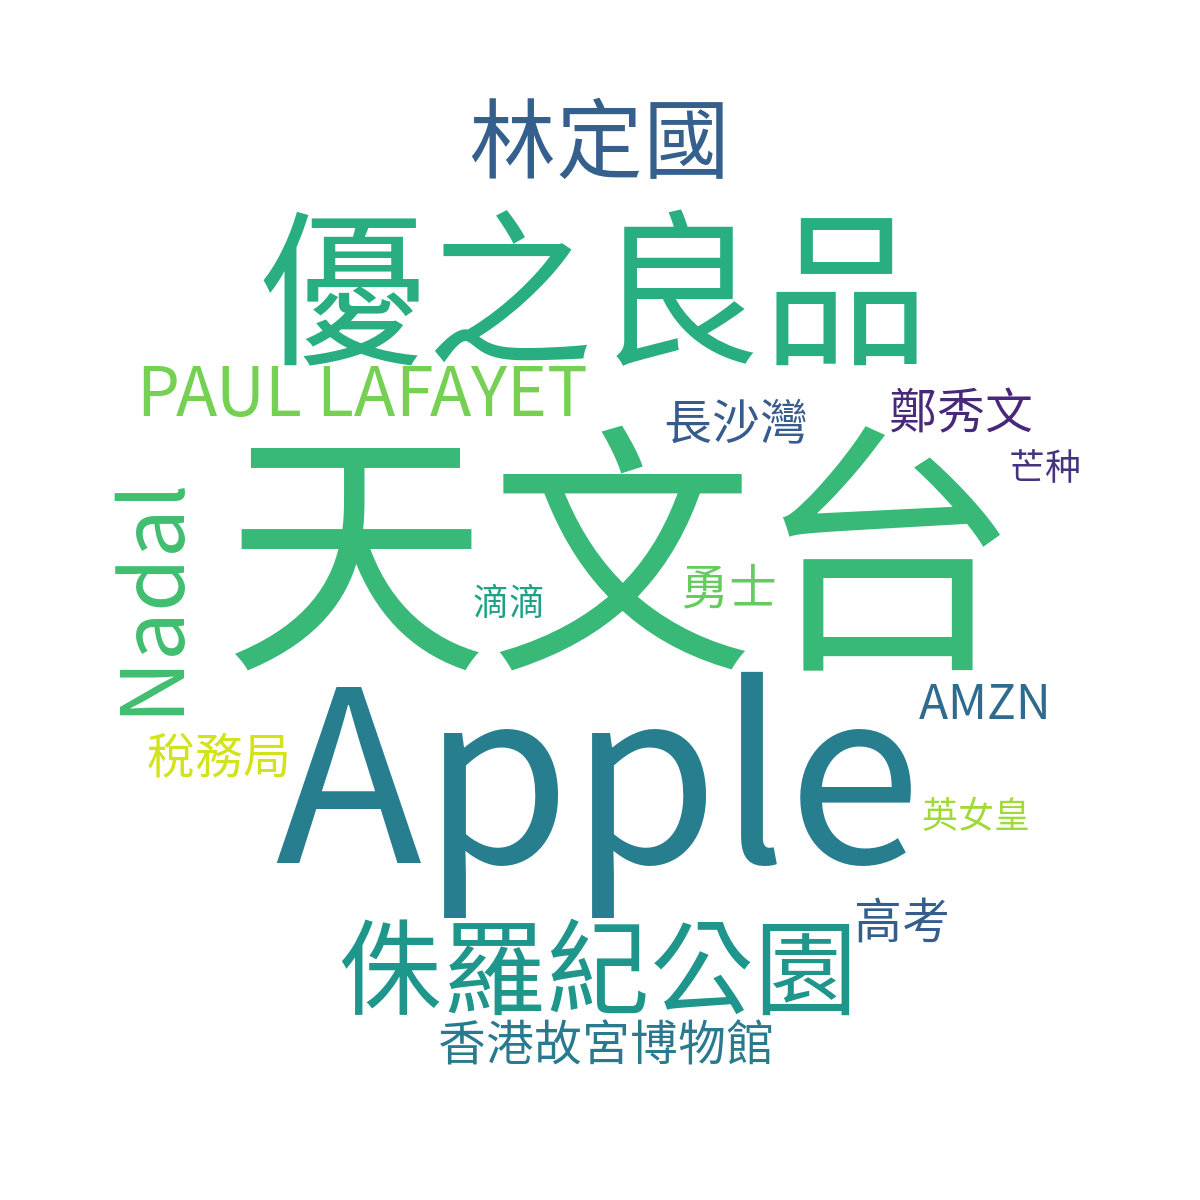 林定國
優之良品
PAUL LAFAYET
長沙灣
鄭秀文
芒种
天文台
Nadal
滴滴
勇士
Apple
AMZN
稅務局
英女皇
高考
侏羅紀公園
香港故宮博物館